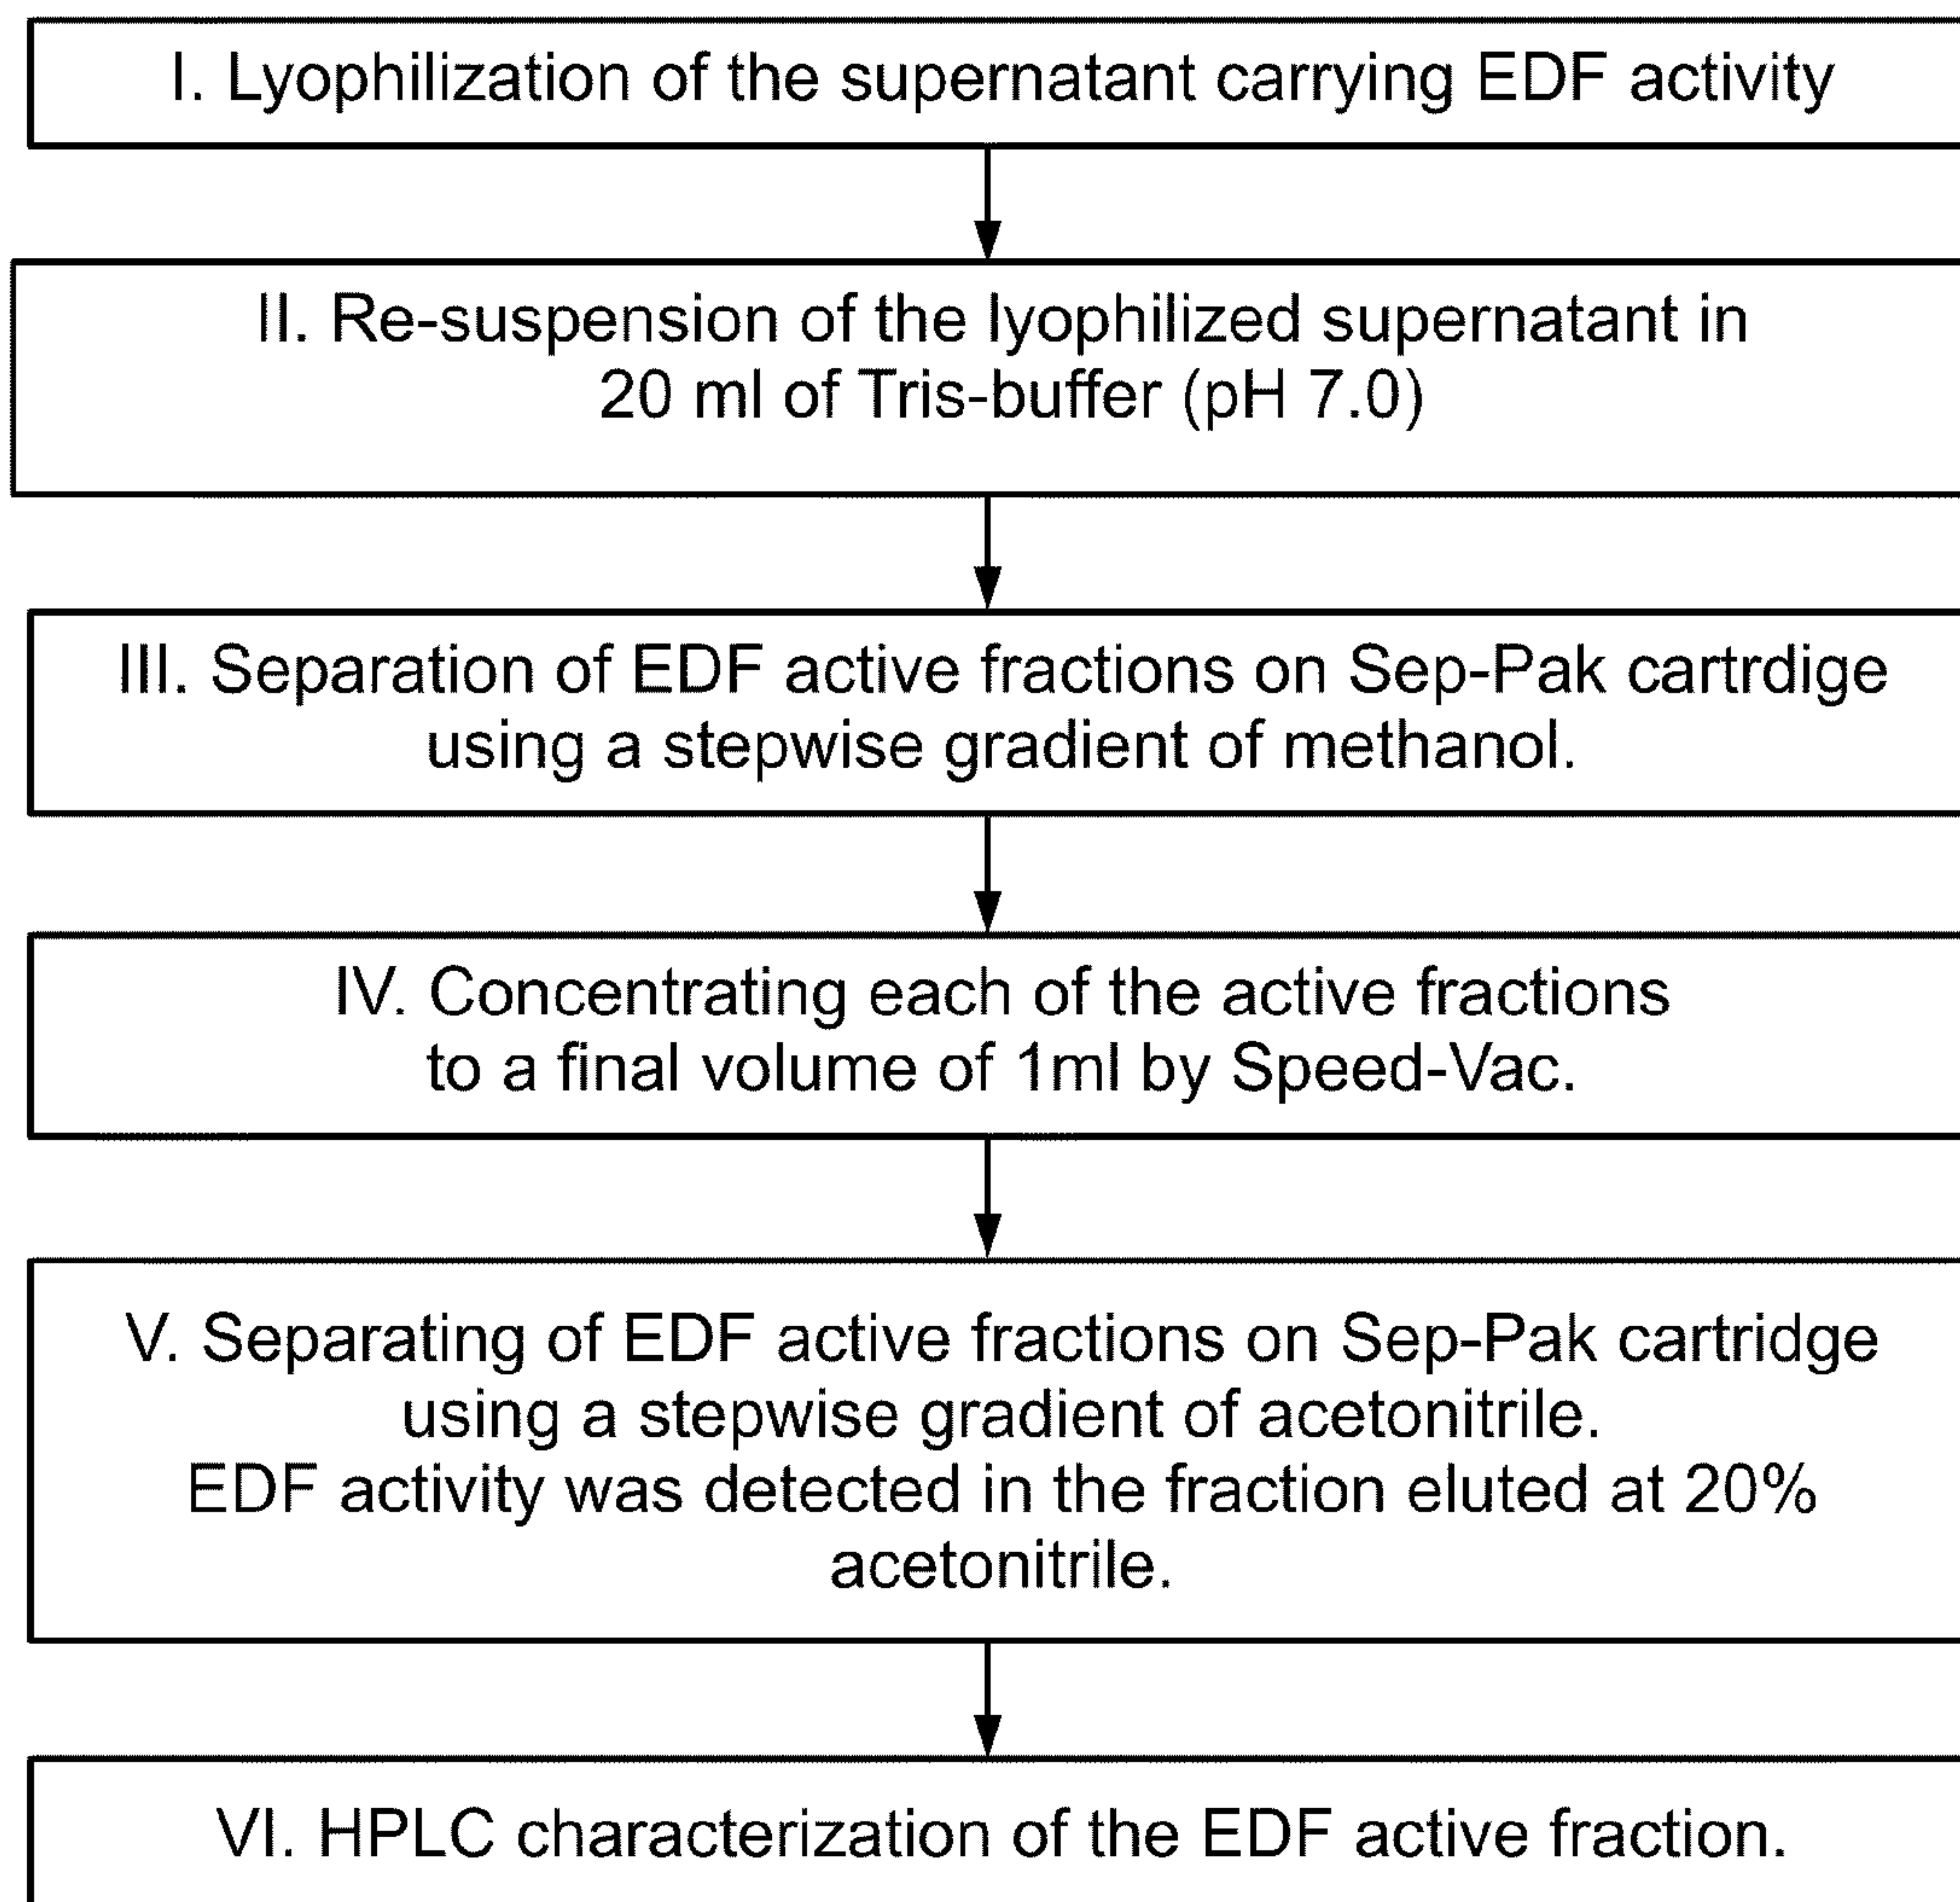 I. Lyophilization of the supernatant carrying EDF activity
II. Re-suspension of the lyophilized supernatant in
20 ml of Tris-buffer (pH 7.0)
III. Separation of EDF active fractions on Sep-Pak cartrdige
using a stepwise gradient of methanol.
IV. Concentrating each of the active fractions
to a final volume of 1ml by Speed-Vac.
V. Separating of EDF active fractions on Sep-Pak cartridge
using a stepwise gradient of acetonitrile.
EDF activity was detected in the fraction eluted at 20%
acetonitrile.
VI. HPLC characterization of the EDF active fraction.